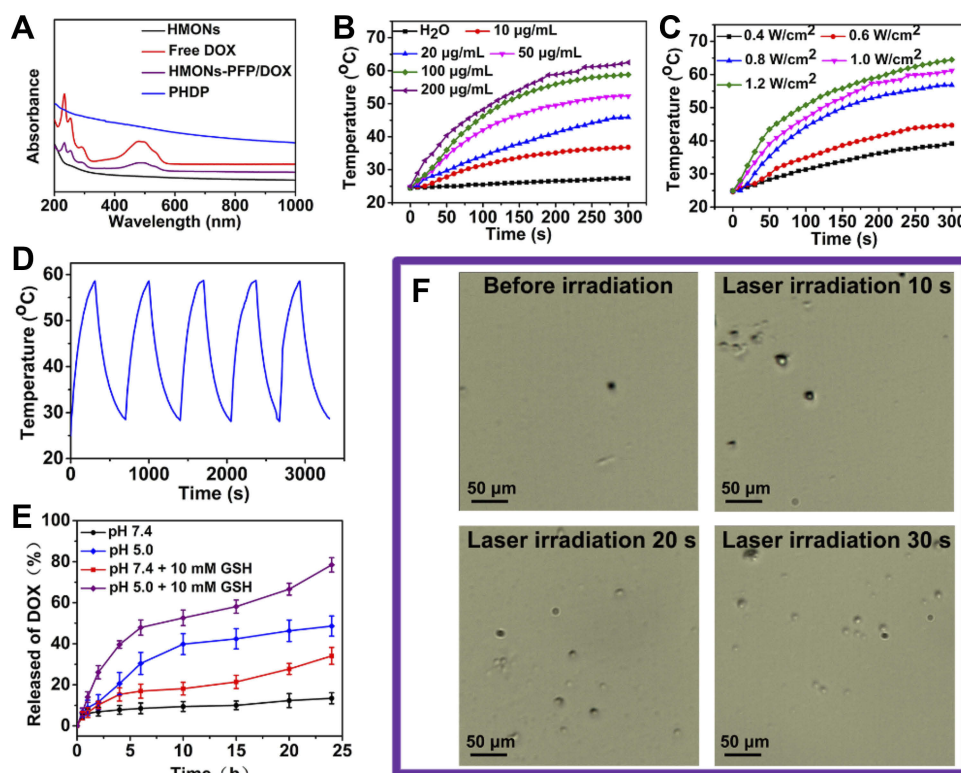 A
Absorbance
HMONs
Free DOX
HMONs-PFP/DOX
PHDP
200 400 600 800 1000
Wavelength (nm)
B
Temperature (°C)
H2O 10 µg/mL
20 µg/mL 50 µg/mL
100 µg/mL
200 µg/mL
70
60
50
40
30
20
0 50 100 150 200 250 300
Time (s)
C
Temperature (°C)
0.4 W/cm² 0.6 W/cm²
0.8 W/cm² 1.0 W/cm²
1.2 W/cm²
80
70
60
50
40
30
20
0 50 100 150 200 250 300
Time (s)
D
Temperature (°C)
60
50
40
30
20
0 1000 2000 3000
Time (s)
E
Released of DOX (%)
pH 7.4
pH 5.0
pH 7.4 + 10 mM GSH
pH 5.0 + 10 mM GSH
100
80
60
40
20
0
0 5 10 15 20 25
Time (h)
F
Before irradiation
50 µm
Laser irradiation 10 s
50 µm
Laser irradiation 20 s
50 µm
Laser irradiation 30 s
50 µm